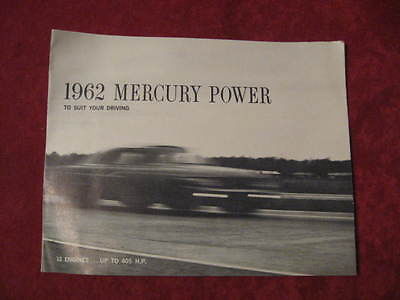 1962 MERCURY POWER
TO SUIT YOUR DRIVING
12 ENGINES . . . UP TO 405 H.P.